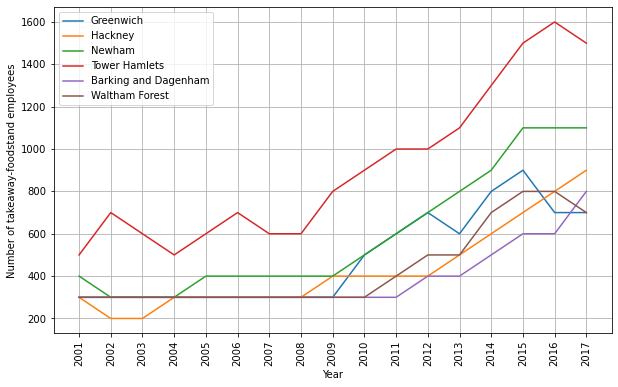 Greenwich
Hackney
Newham
Tower Hamlets
Barking and Dagenham
Waltham Forest
Number of takeaway-foodstand employees
1600
1400
1200
1000
800
600
400
200
2001 2002 2003 2004 2005 2006 2007 2008 2009 2010 2011 2012 2013 2014 2015 2016 2017
Year